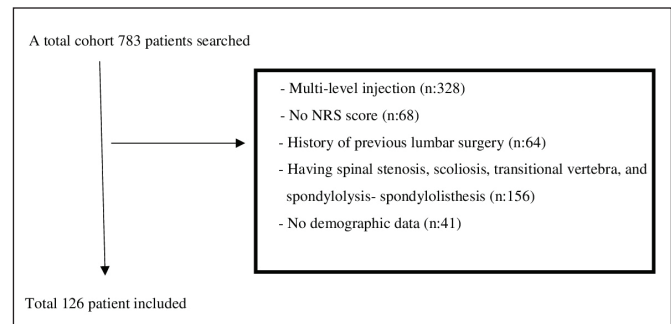 A total cohort 783 patients searched
- Multi-level injection (n:328)
- No NRS score (n:68)
- History of previous lumbar surgery (n:64)
- Having spinal stenosis, scoliosis, transitional vertebra, and
spondylolysis- spondylolisthesis (n:156)
- No demographic data (n:41)
Total 126 patient included